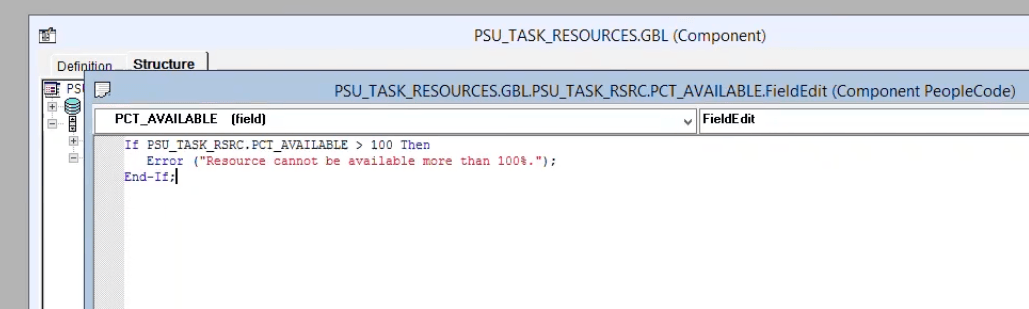 PSU_TASK_RESOURCES.GBL (Component)
Definition Structure
PSU_TASK_RESOURCES.GBL.PSU_TASK_RSRC.PCT_AVAILABLE.FieldEdit (Component PeopleCode)
PCT_AVAILABLE (field) FieldEdit
If PSU_TASK_RSRC.PCT_AVAILABLE > 100 Then
Error ("Resource cannot be available more than 100%.");
End-If;